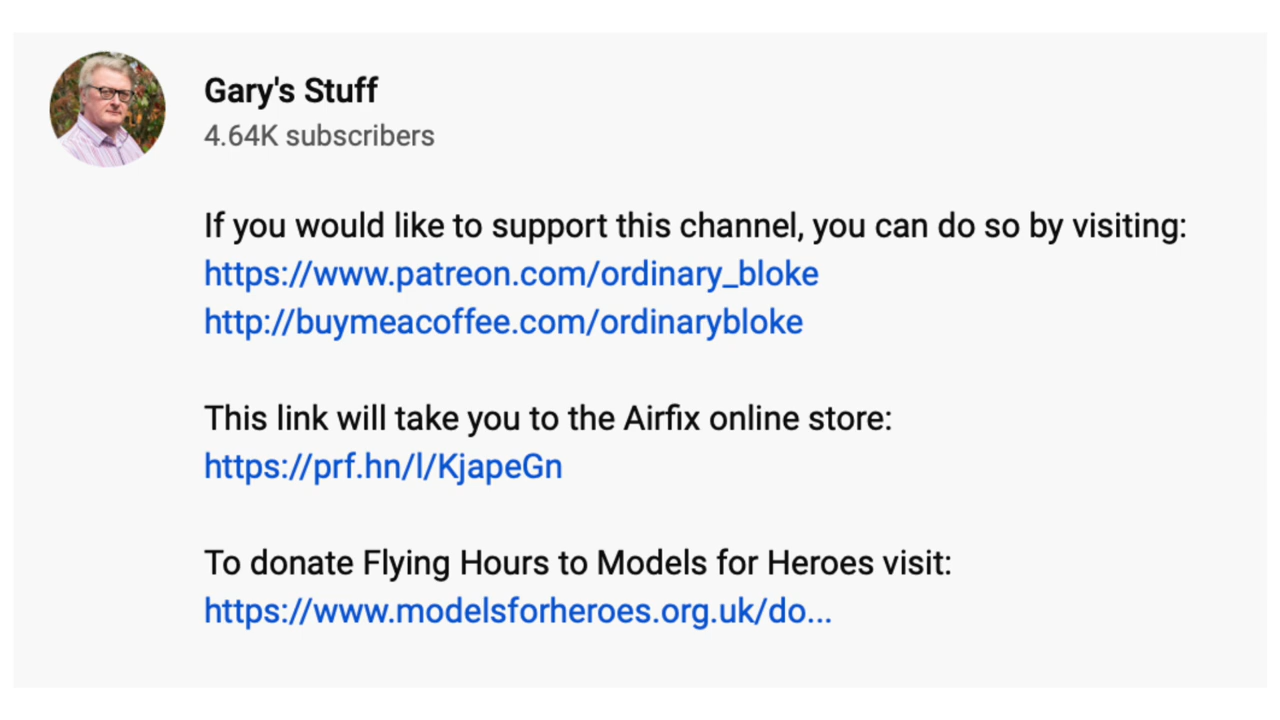 Gary's Stuff
4.64K subscribers
If you would like to support this channel, you can do so by visiting:
https://www.patreon.com/ordinary_bloke
http://buymeacoffee.com/ordinarybloke
This link will take you to the Airfix online store:
https://prf.hn/l/KjapeGn
To donate Flying Hours to Models for Heroes visit:
https://www.modelsforheroes.org.uk/do...